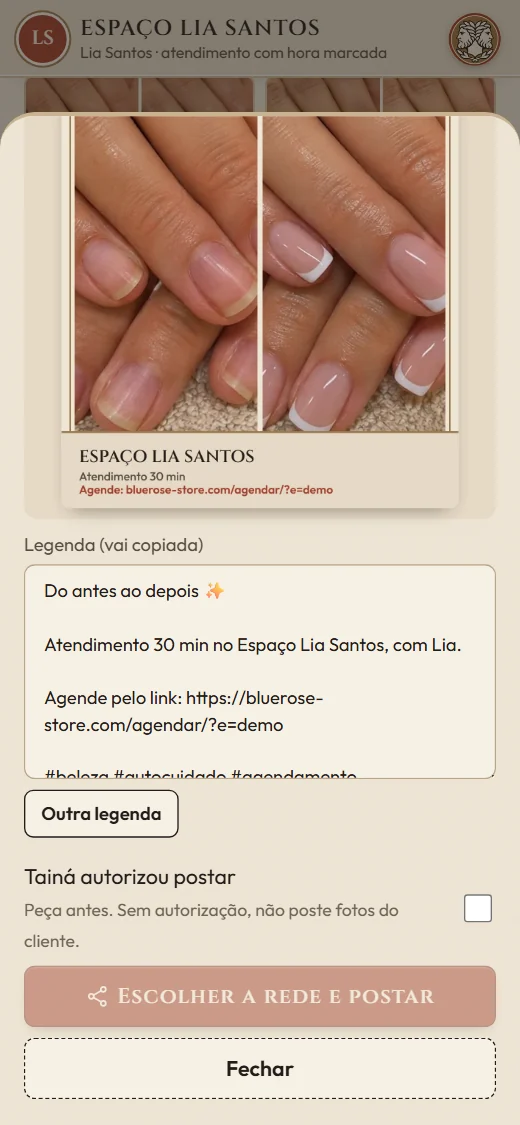 LS
ESPAÇO LIA SANTOS
Lia Santos · atendimento com hora marcada
ESPAÇO LIA SANTOS
Atendimento 30 min
Agende: bluerose-store.com/agendar/?e=demo
Legenda (vai copiada)
Do antes ao depois ✨
Atendimento 30 min no Espaço Lia Santos, com Lia.
Agende pelo link: https://bluerose-
store.com/agendar/?e=demo
#beleza #autocuidado #agendamento
Outra legenda
Tainá autorizou postar
Peça antes. Sem autorização, não poste fotos do
cliente.
ESCOLHER A REDE E POSTAR
Fechar